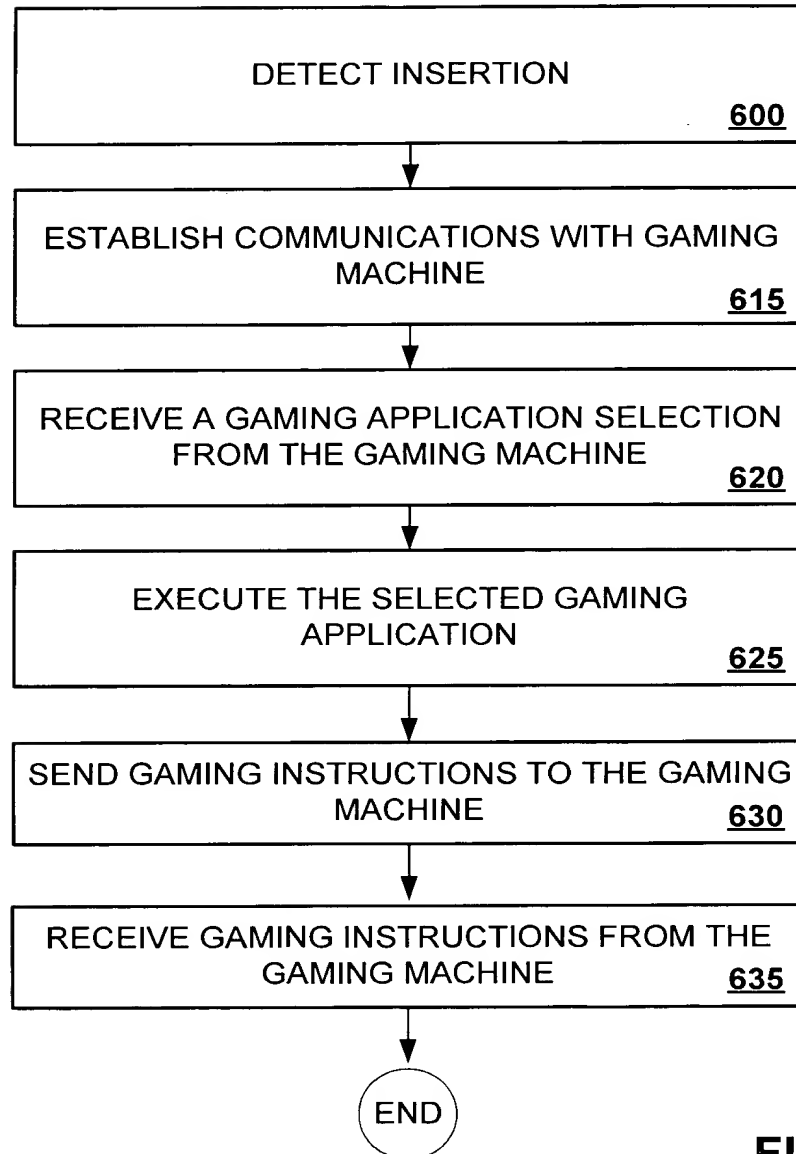 DETECT INSERTION
600
ESTABLISH COMMUNICATIONS WITH GAMING
MACHINE
615
RECEIVE A GAMING APPLICATION SELECTION
FROM THE GAMING MACHINE
620
EXECUTE THE SELECTED GAMING
APPLICATION
625
SEND GAMING INSTRUCTIONS TO THE GAMING
MACHINE
630
RECEIVE GAMING INSTRUCTIONS FROM THE
GAMING MACHINE
635
END